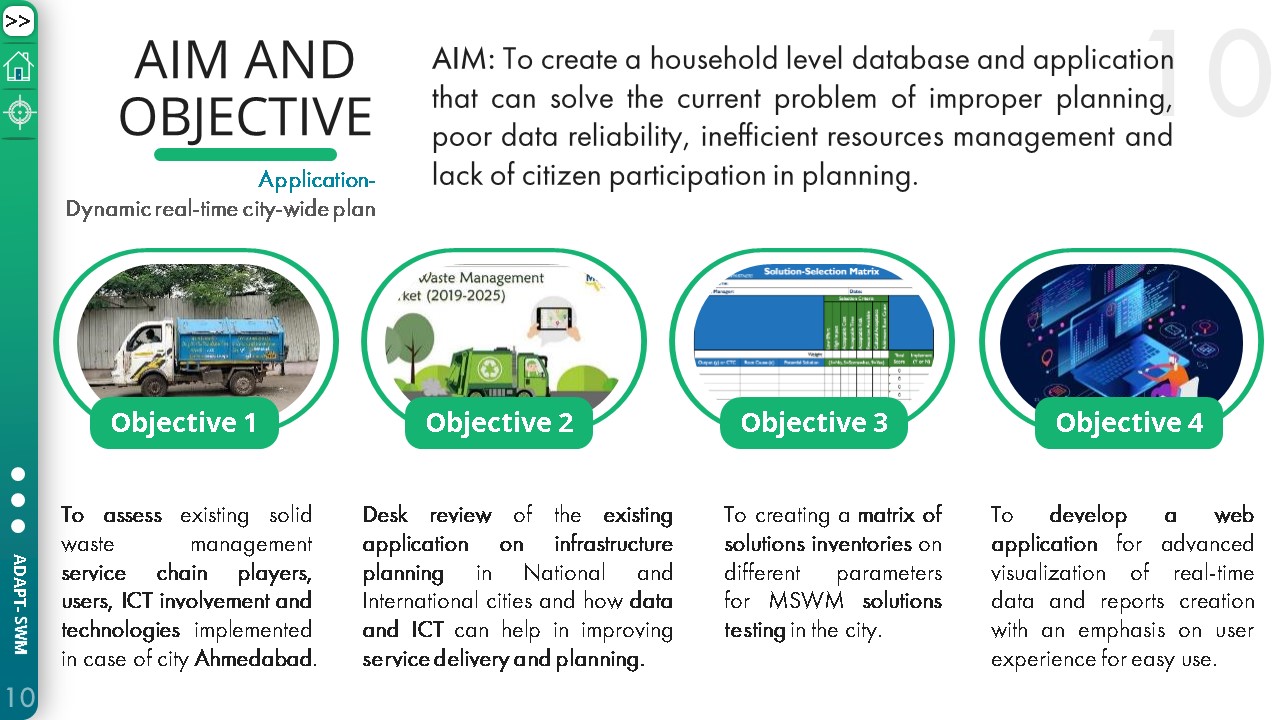 >>
10
AIM AND
OBJECTIVE
Application-
Dynamic real-time city-wide plan
AIM: To create a household level database and application
that can solve the current problem of improper planning,
poor data reliability, inefficient resources management and
lack of citizen participation in planning.
Waste Management
ket (2019-2025)
Solution-Selection Matrix
Selection Criteria
Objective 1
Objective 2
Objective 3
Objective 4
To assess existing solid
waste management
service chain players,
users, ICT involvement and
technologies implemented
in case of city Ahmedabad.
Desk review of the existing
application on infrastructure
planning in National and
International cities and how data
and ICT can help in improving
service delivery and planning.
To creating a matrix of
solutions inventories on
different parameters
for MSWM solutions
testing in the city.
To develop a web
application for advanced
visualization of real-time
data and reports creation
with an emphasis on user
experience for easy use.
ADAPT- SWM
10